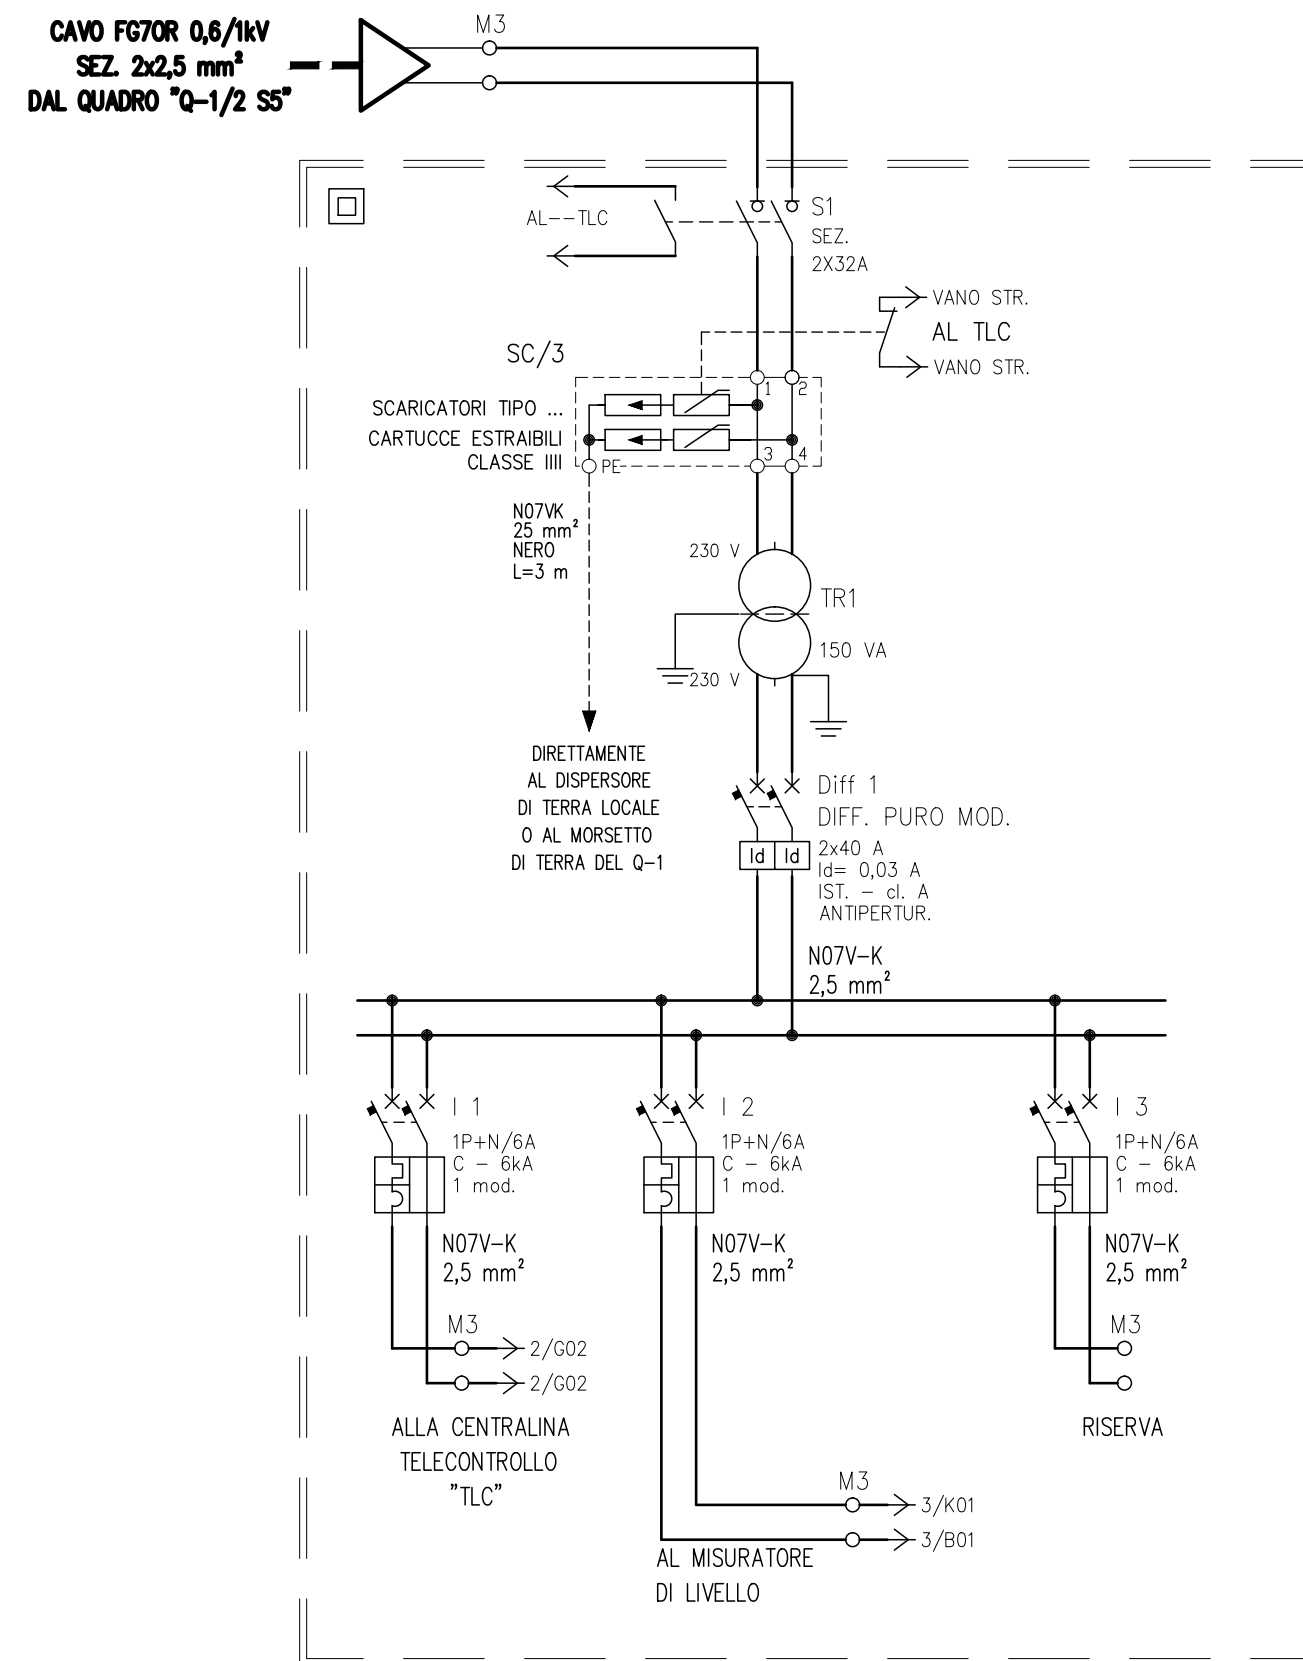 CAVO FG7OR 0,6/1kV
SEZ. 2x2,5 mm²
DAL QUADRO "Q-1/2 S5"
M3
AL--TLC
S1
SEZ.
2X32A
VANO STR.
AL TLC
VANO STR.
SC/3
1
2
SCARICATORI TIPO ...
CARTUCCE ESTRAIBILI
CLASSE IIII
3
4
PE
N07VK
25 mm²
NERO
L=3 m
230 V
TR1
150 VA
230 V
DIRETTAMENTE
AL DISPERSORE
DI TERRA LOCALE
O AL MORSETTO
DI TERRA DEL Q-1
Diff 1
DIFF. PURO MOD.
Id
Id
2x40 A
Id= 0,03 A
IST. - cl. A
ANTIPERTUR.
N07V-K
2,5 mm²
I 1
1P+N/6A
C - 6kA
1 mod.
N07V-K
2,5 mm²
M3
2/G02
2/G02
ALLA CENTRALINA
TELECONTROLLO
"TLC"
I 2
1P+N/6A
C - 6kA
1 mod.
N07V-K
2,5 mm²
M3
3/K01
3/B01
AL MISURATORE
DI LIVELLO
I 3
1P+N/6A
C - 6kA
1 mod.
N07V-K
2,5 mm²
M3
RISERVA